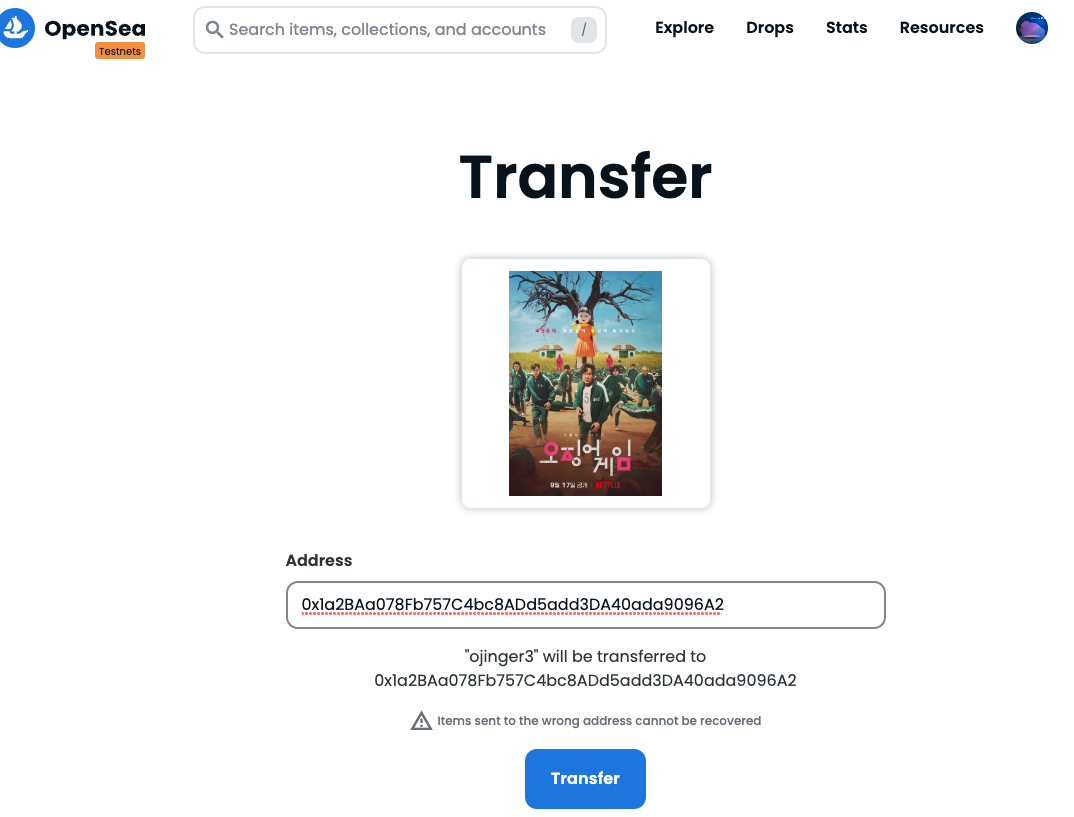 OpenSea
Testnets
Search items, collections, and accounts
/
Explore
Drops
Stats
Resources
Transfer
오징어
게임
9월 17일 공개 | NETFLIX
Address
0x1a2BAa078Fb757C4bc8ADd5add3DA40ada9096A2
"ojinger3" will be transferred to
0x1a2BAa078Fb757C4bc8ADd5add3DA40ada9096A2
Items sent to the wrong address cannot be recovered
Transfer